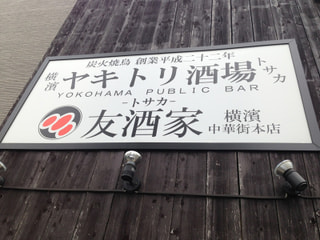 炭火焼鳥 創業平成二十二年
横濱 ヤキトリ酒場 トサカ
YOKOHAMA PUBLIC BAR
-トサカ-
友酒家 横濱中華街本店